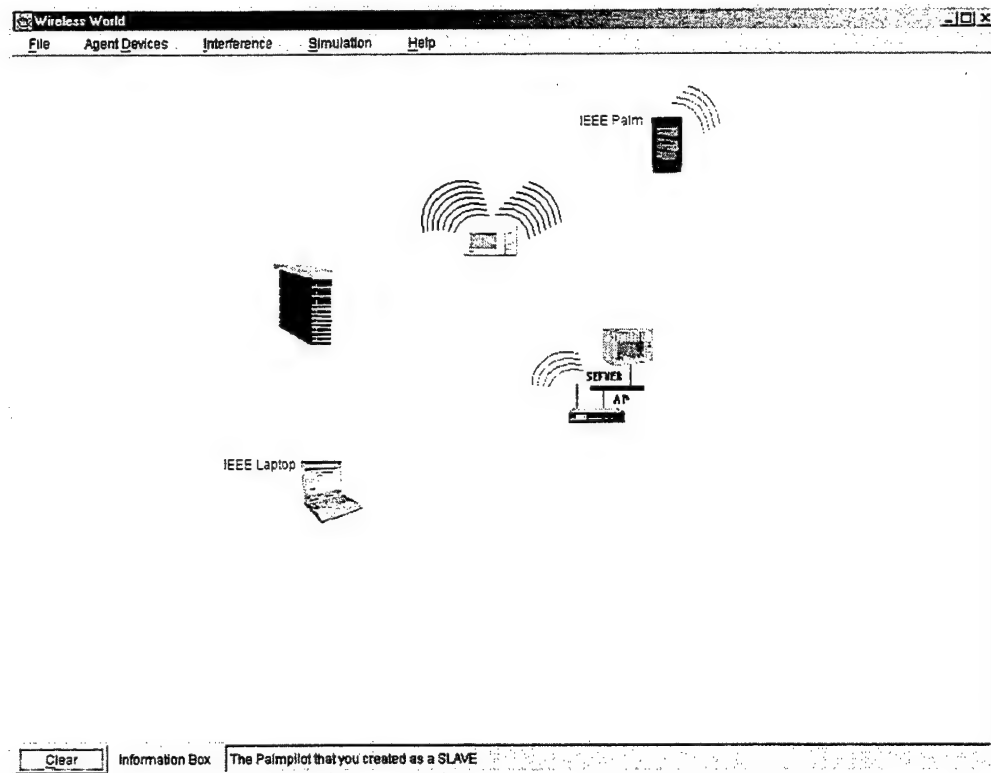 Wireless World
File Agent Devices Interference Simulation Help
IEEE Palm
SERVER
AP
IEEE Laptop
Clear Information Box The Palmpilot that you created as a SLAVE